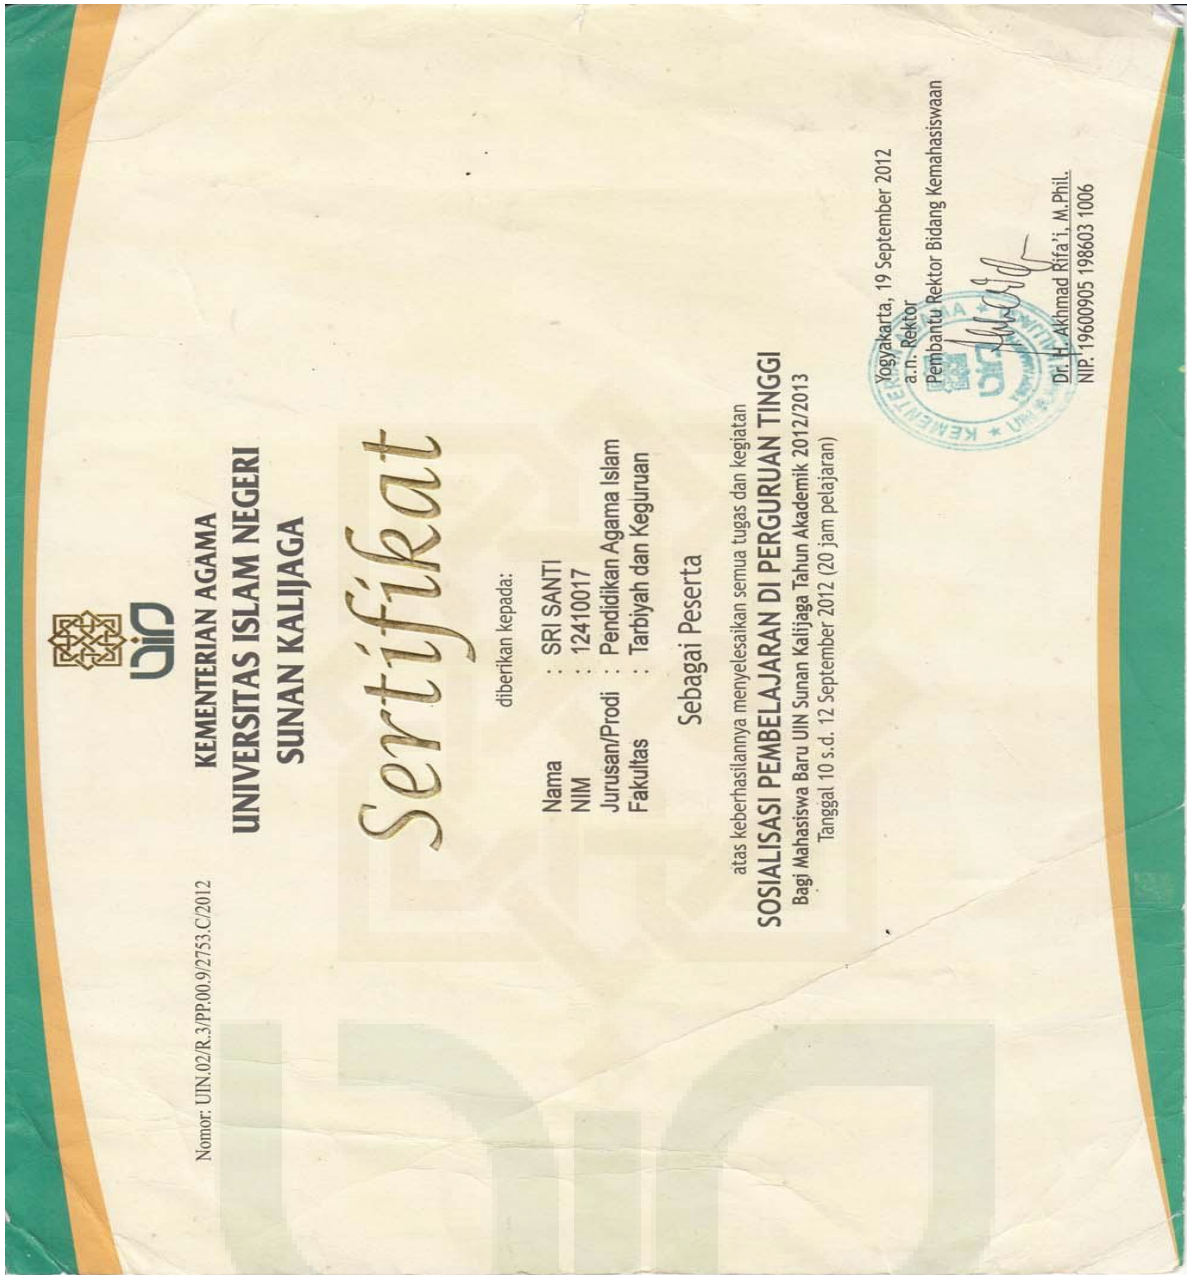 Nomor: UIN.02/R.3/PP.00.9/2753.C/2012
uin
KEMENTERIAN AGAMA
UNIVERSITAS ISLAM NEGERI
SUNAN KALIJAGA
Sertifikat
diberikan kepada:
Nama : SRI SANTI
NIM : 12410017
Jurusan/Prodi : Pendidikan Agama Islam
Fakultas : Tarbiyah dan Keguruan
Sebagai Peserta
atas keberhasilannya menyelesaikan semua tugas dan kegiatan
SOSIALISASI PEMBELAJARAN DI PERGURUAN TINGGI
Bagi Mahasiswa Baru UIN Sunan Kalijaga Tahun Akademik 2012/2013
Tanggal 10 s.d. 12 September 2012 (20 jam pelajaran)
Yogyakarta, 19 September 2012
a.n. Rektor
Pembantu Rektor Bidang Kemahasiswaan
KEMENTERIAN AGAMA
Dr. H. Akhmad Rifa'i, M.Phil.
NIP. 19600905 198603 1006